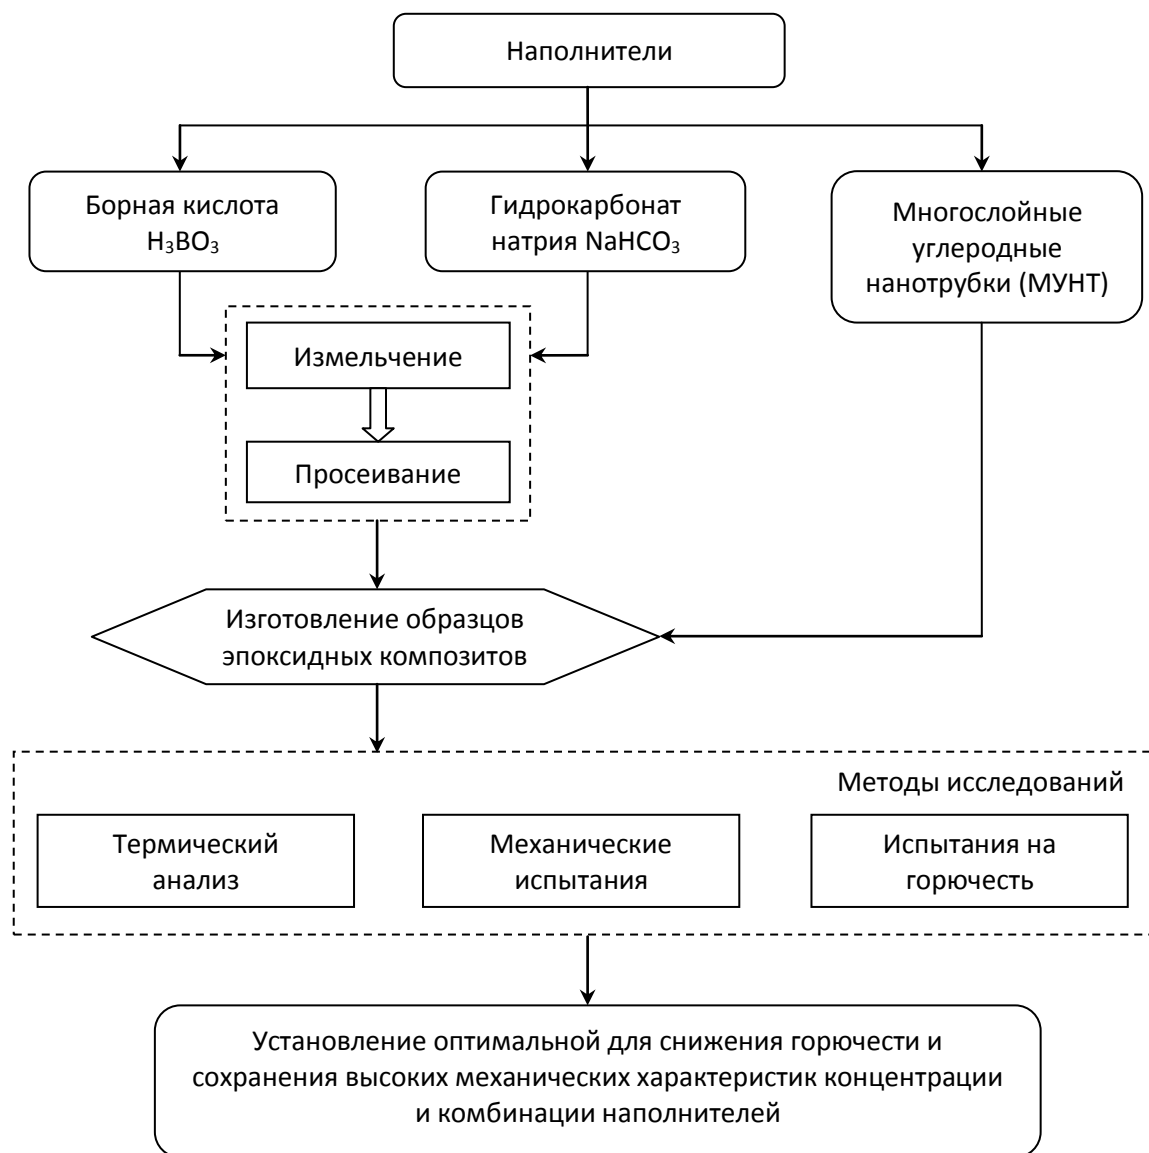 Наполнители
Борная кислота
H₃BO₃
Гидрокарбонат
натрия NaHCO₃
Многослойные
углеродные
нанотрубки (МУНТ)
Измельчение
Просеивание
Изготовление образцов
эпоксидных композитов
Методы исследований
Термический
анализ
Механические
испытания
Испытания на
горючесть
Установление оптимальной для снижения горючести и
сохранения высоких механических характеристик концентрации
и комбинации наполнителей